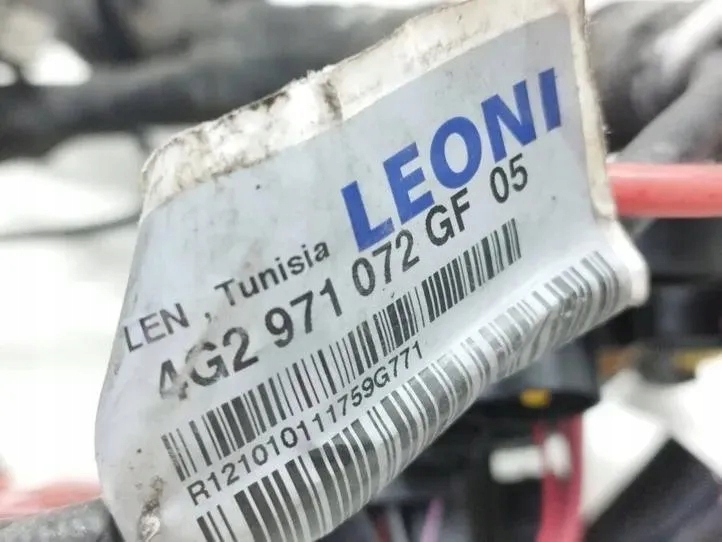 LEONI
LEN , Tunisia
4G2 971 072 GF 05
R121010111759G771